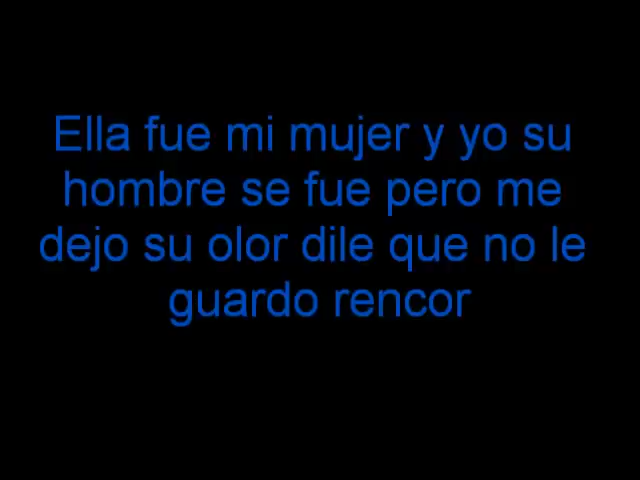 Ella fue mi mujer y yo su
hombre se fue pero me
dejo su olor dile que no le
guardo rencor